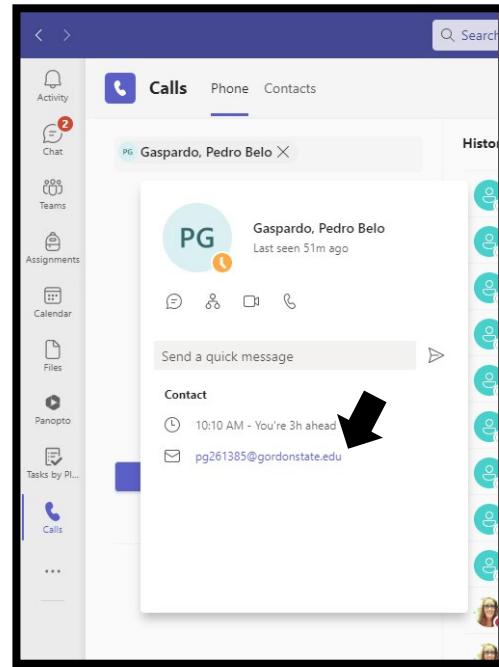 Search
Activity
Calls Phone Contacts
2
Chat
PG Gaspardo, Pedro Belo
Teams
PG
Gaspardo, Pedro Belo
Last seen 51m ago
Assignments
Calendar
Send a quick message
Files
Contact
10:10 AM - You're 3h ahead
Panopto
pg261385@gordonstate.edu
Tasks by Pl...
Calls
...